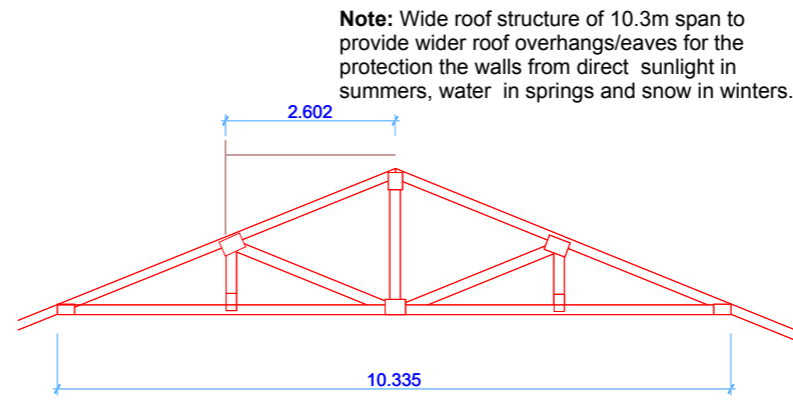 Note: Wide roof structure of 10.3m span to
provide wider roof overhangs/eaves for the
protection the walls from direct sunlight in
summers, water in springs and snow in winters.
2.602
10.335